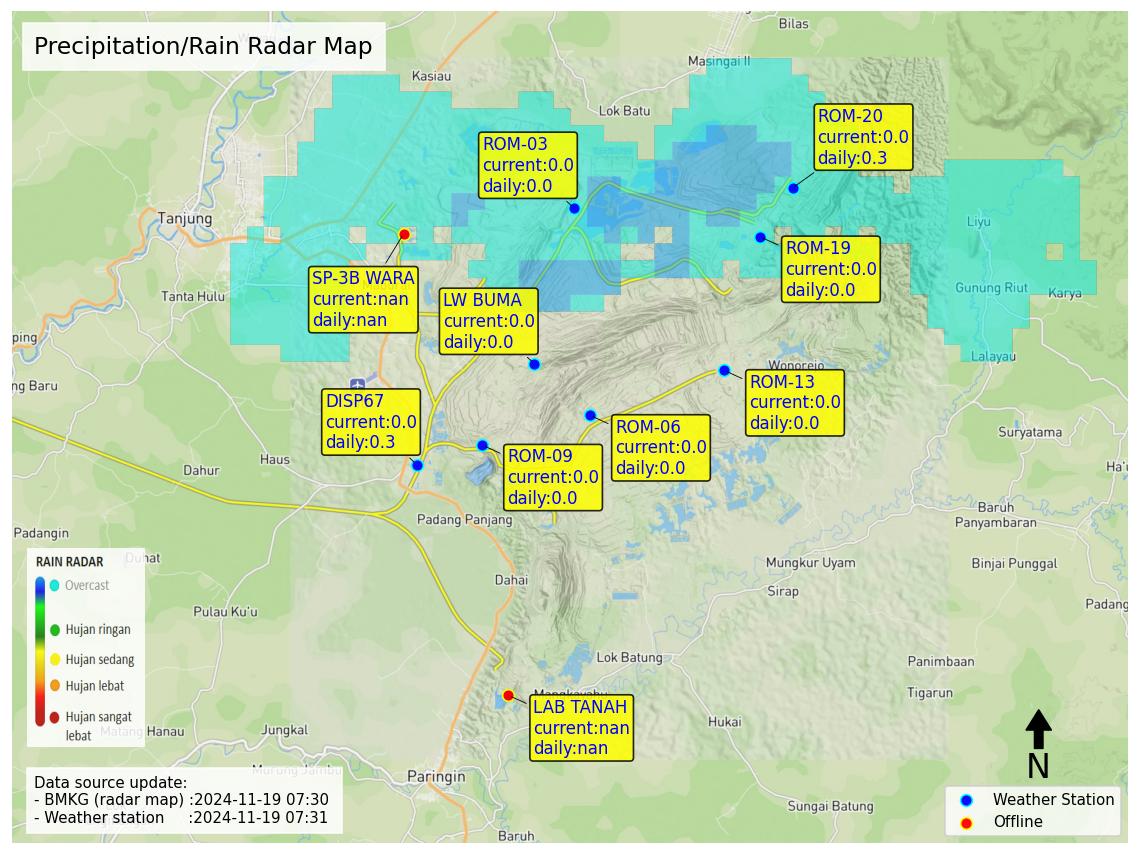 Precipitation/Rain Radar Map
Bilas
Masingai II
Kasiau
Lok Batu
ROM-20
current:0.0
daily:0.3
ROM-03
current:0.0
daily:0.0
Tanjung
Liyu
ROM-19
current:0.0
daily:0.0
SP-3B WARA
current:nan
daily:nan
Tanta Hulu
LW BUMA
current:0.0
daily:0.0
Gunung Riut
Karya
ping
Lalayau
Wonorejo
ng Baru
ROM-13
current:0.0
daily:0.0
DISP67
current:0.0
daily:0.3
ROM-06
current:0.0
daily:0.0
Suryatama
ROM-09
current:0.0
daily:0.0
Haus
Dahur
Ha'u
Padang Panjang
Baruh
Panyambaran
Padangin
Duhat
Mungkur Uyam
Binjai Punggal
Dahai
Sirap
Padang
Pulau Ku'u
RAIN RADAR
Overcast
Hujan ringan
Hujan sedang
Hujan lebat
Hujan sangat
lebat
Lok Batung
Panimbaan
Tigarun
Mangkayahu
LAB TANAH
current:nan
daily:nan
Hukai
Matang Hanau
Jungkal
Murung Jambu
Paringin
N
Data source update:
- BMKG (radar map) :2024-11-19 07:30
- Weather station :2024-11-19 07:31
Sungai Batung
Baruh
Weather Station
Offline